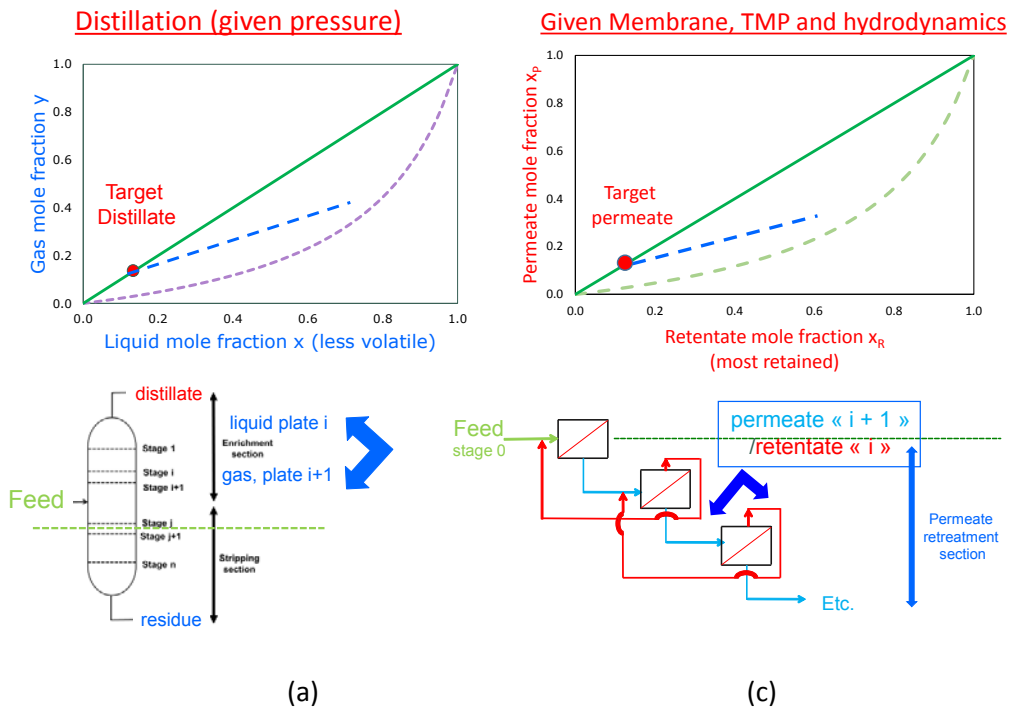 Distillation (given pressure)
Gas mole fraction y
1.0
0.8
0.6
0.4
0.2
0.0
Target
Distillate
0.0 0.2 0.4 0.6 0.8 1.0
Liquid mole fraction x (less volatile)
Given Membrane, TMP and hydrodynamics
Permeate mole fraction xP
1.0
0.8
0.6
0.4
0.2
0.0
Target
permeate
0.0 0.2 0.4 0.6 0.8 1.0
Retentate mole fraction xR
(most retained)
distillate
liquid plate i
Stage 1
Enrichment
section
Stage i
gas, plate i+1
Stage i+1
Feed
Stage j
Stage j+1
Stripping
section
Stage n
residue
(a)
Feed
stage 0
permeate « i + 1 »
/retentate « i »
Permeate
retreatment
section
Etc.
(c)